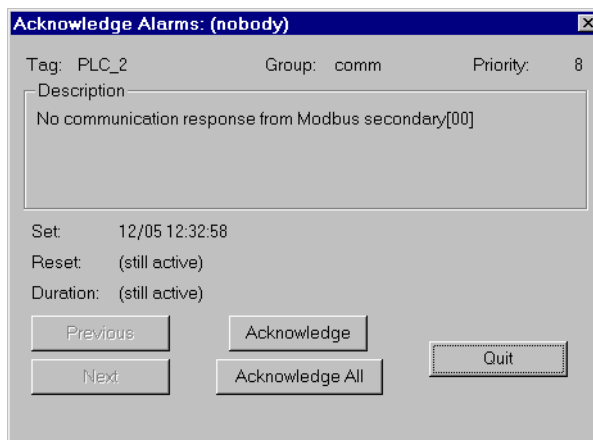 Acknowledge Alarms: (nobody)
Tag: PLC_2 Group: comm Priority: 8
Description
No communication response from Modbus secondary[00]
Set: 12/05 12:32:58
Reset: (still active)
Duration: (still active)
Previous Acknowledge
Quit
Next Acknowledge All